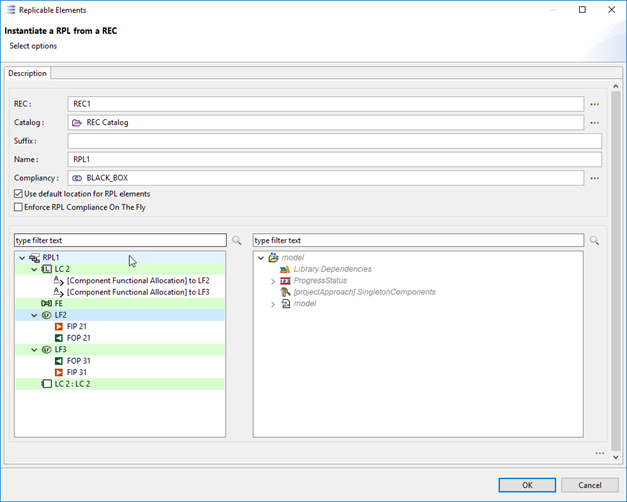 Replicable Elements
Instantiate a RPL from a REC
Select options
Description
REC :
REC1
Catalog :
REC Catalog
Suffix :
Name :
RPL1
Compliancy :
BLACK_BOX
Use default location for RPL elements
Enforce RPL Compliance On The Fly
type filter text
RPL1
LC 2
[Component Functional Allocation] to LF2
[Component Functional Allocation] to LF3
FE
LF2
FIP 21
FOP 21
LF3
FOP 31
FIP 31
LC 2 : LC 2
type filter text
model
Library Dependencies
ProgressStatus
[projectApproach] SingletonComponents
model
OK
Cancel